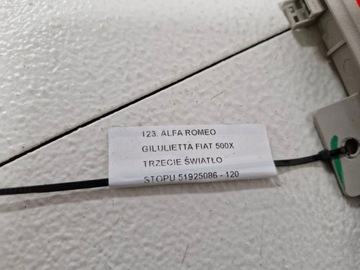 123. ALFA ROMEO
GILULIETTA FIAT 500X
TRZECIE ŚWIATŁO
STOPU 51925086 - 120